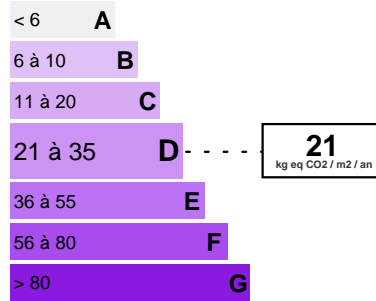 < 6 A
6 à 10 B
11 à 20 C
21 à 35 D
21
kg eq CO2 / m2 / an
36 à 55 E
56 à 80 F
> 80 G